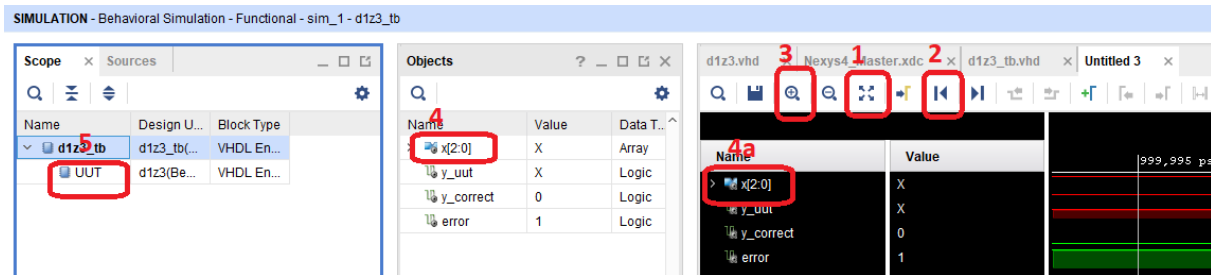 SIMULATION - Behavioral Simulation - Functional - sim_1 - d1z3_tb
Scope × Sources
Name Design U... Block Type
5
d1z3_tb d1z3_tb(... VHDL En...
UUT d1z3(Be... VHDL En...
Objects ?
4
Name Value Data T...
x[2:0] X Array
y_uut X Logic
y_correct 0 Logic
error 1 Logic
3 1 2
d1z3.vhd × Nexys4_Master.xdc × d1z3_tb.vhd × Untitled 3 ×
4a
Name Value 999,995 ps
x[2:0] X
y_uut X
y_correct 0
error 1